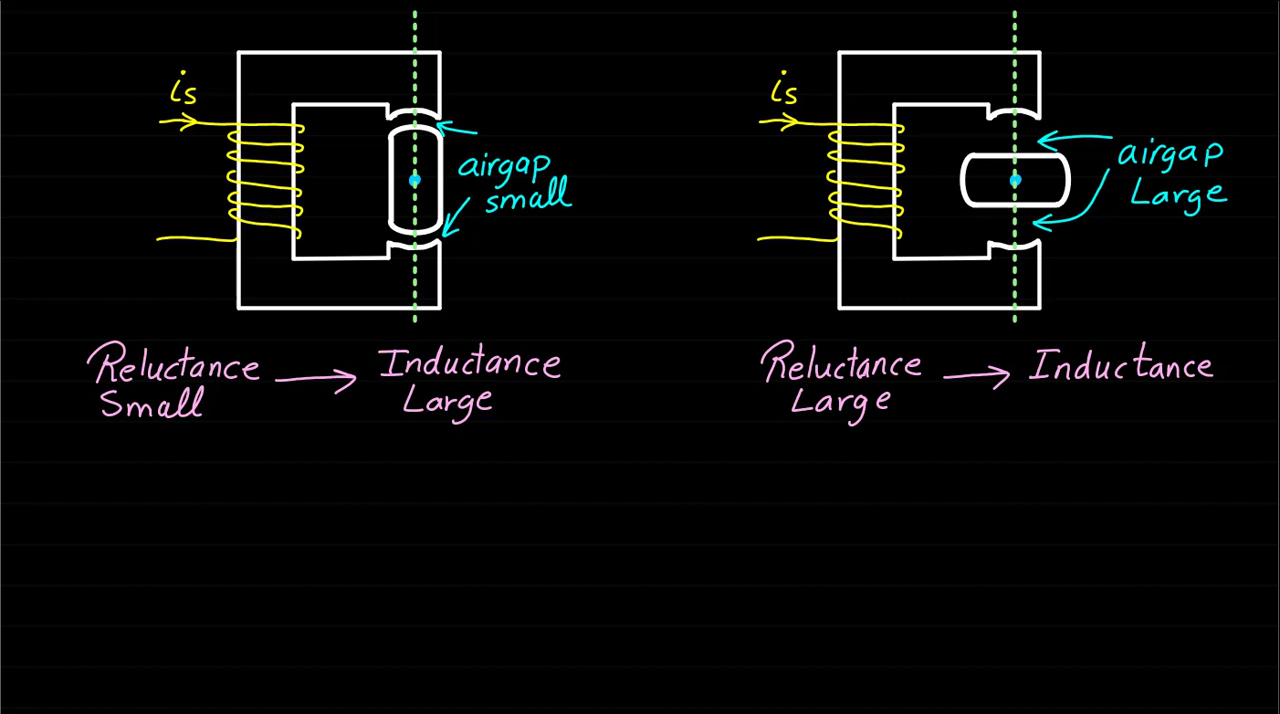 is
airgap
small
Reluctance
Small
Inductance
Large
is
airgap
Large
Reluctance
Large
Inductance